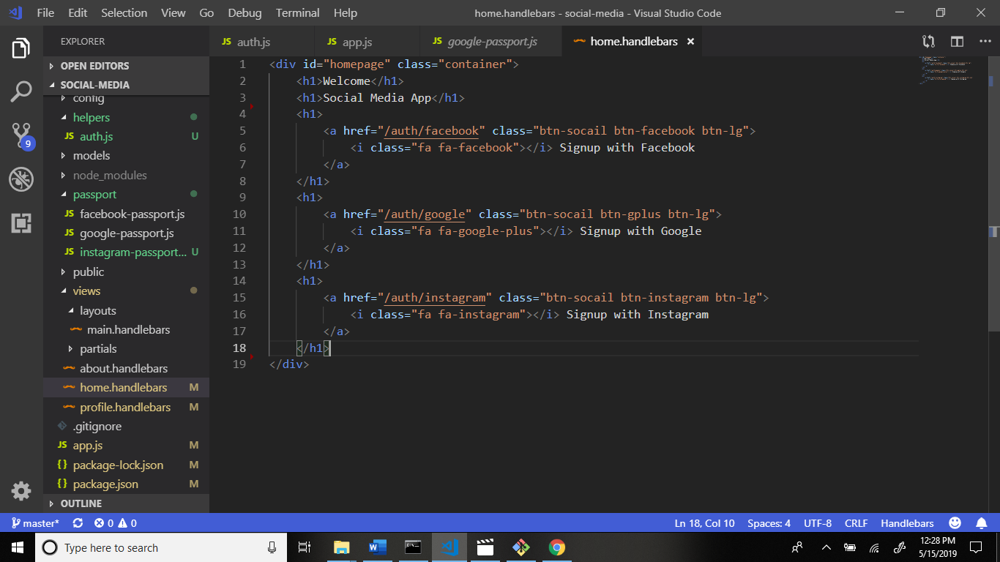 File Edit Selection View Go Debug Terminal Help home.handlebars - social-media - Visual Studio Code
EXPLORER
JS auth.js
JS app.js
JS google-passport.js
home.handlebars
OPEN EDITORS
SOCIAL-MEDIA
config
helpers
JS auth.js U
models
node_modules
passport
JS facebook-passport.js
JS google-passport.js
JS instagram-passport... U
public
views
layouts
main.handlebars
partials
about.handlebars
home.handlebars M
profile.handlebars M
.gitignore
JS app.js M
{} package-lock.json M
{} package.json M
OUTLINE
9
1 <div id="homepage" class="container">
2 <h1>Welcome</h1>
3 <h1>Social Media App</h1>
4 <h1>
5 <a href="/auth/facebook" class="btn-socail btn-facebook btn-lg">
6 <i class="fa fa-facebook"></i> Signup with Facebook
7 </a>
8 </h1>
9 <h1>
10 <a href="/auth/google" class="btn-socail btn-gplus btn-lg">
11 <i class="fa fa-google-plus"></i> Signup with Google
12 </a>
13 </h1>
14 <h1>
15 <a href="/auth/instagram" class="btn-socail btn-instagram btn-lg">
16 <i class="fa fa-instagram"></i> Signup with Instagram
17 </a>
18 </h1>
19 </div>
master* 0 0 Ln 18, Col 10 Spaces: 4 UTF-8 CRLF Handlebars
Type here to search
12:28 PM
5/15/2019